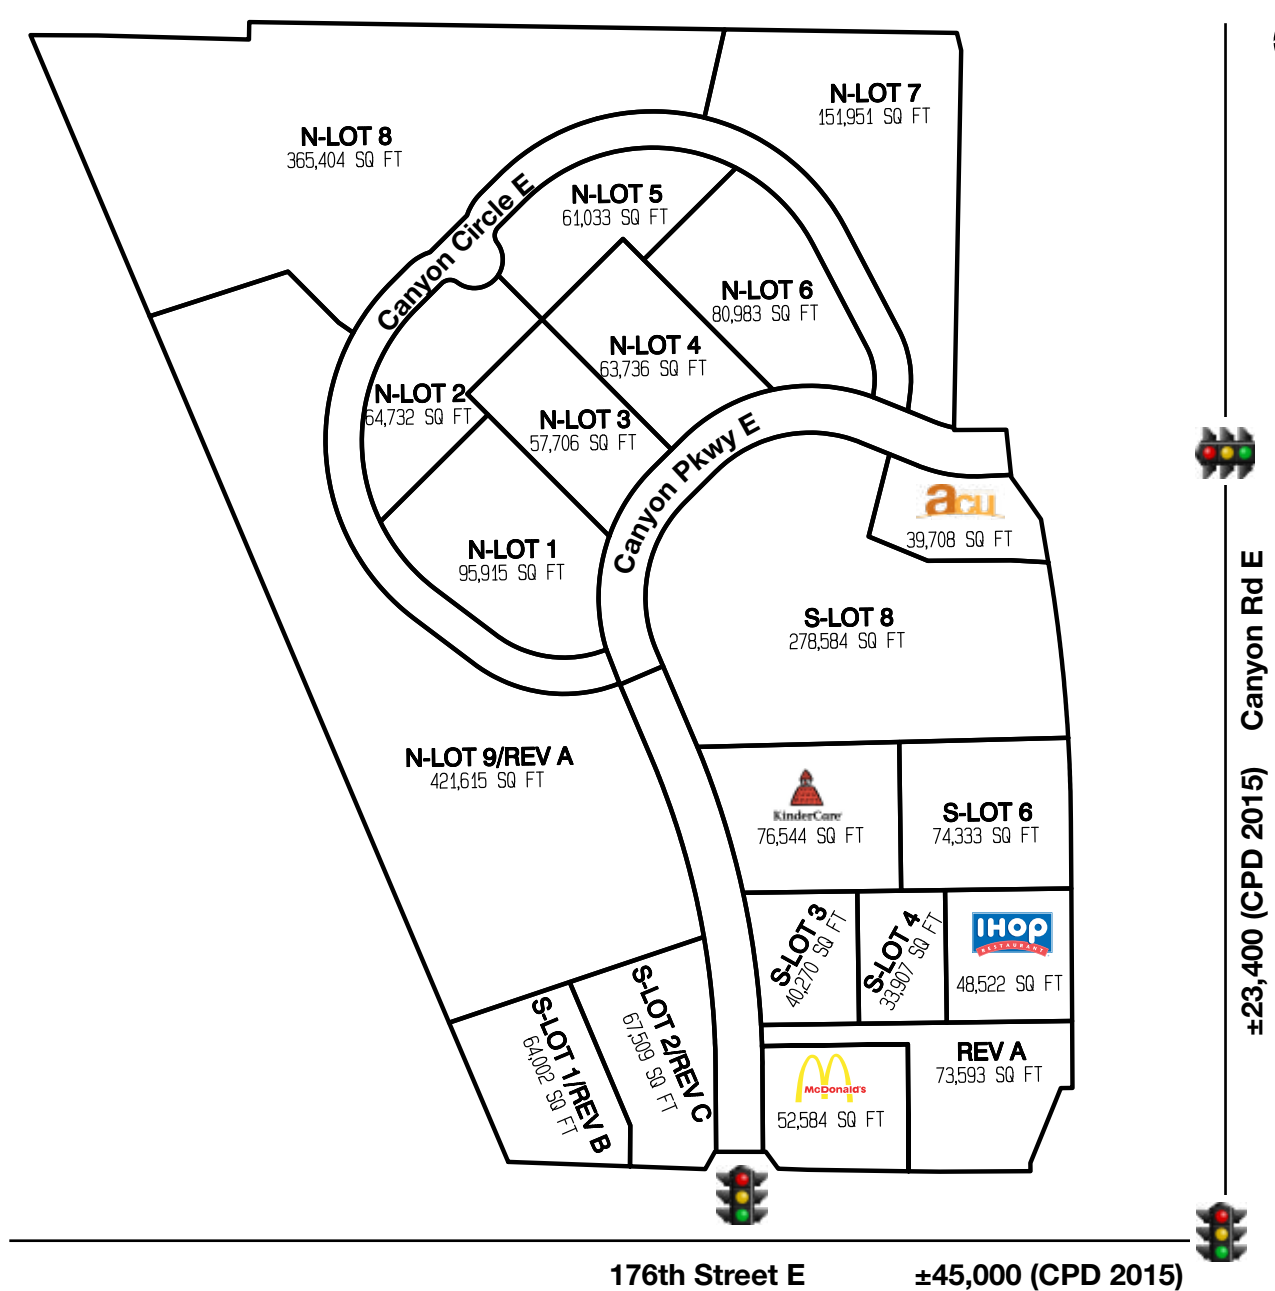 N-LOT 7
151,951 SQ FT
N-LOT 8
365,404 SQ FT
Canyon Circle E
N-LOT 5
61,033 SQ FT
N-LOT 6
80,983 SQ FT
N-LOT 4
63,736 SQ FT
N-LOT 2
64,732 SQ FT
N-LOT 3
57,706 SQ FT
Canyon Pkwy E
N-LOT 1
95,915 SQ FT
acu
39,708 SQ FT
S-LOT 8
278,584 SQ FT
N-LOT 9/REV A
421,615 SQ FT
KinderCare
76,544 SQ FT
S-LOT 6
74,333 SQ FT
S-LOT 3
40,270 SQ FT
S-LOT 4
33,907 SQ FT
IHOP
RESTAURANT
48,522 SQ FT
S-LOT 1/REV B
64,002 SQ FT
S-LOT 2/REV C
67,509 SQ FT
McDonald's
52,584 SQ FT
REV A
73,593 SQ FT
±23,400 (CPD 2015) Canyon Rd E
176th Street E ±45,000 (CPD 2015)